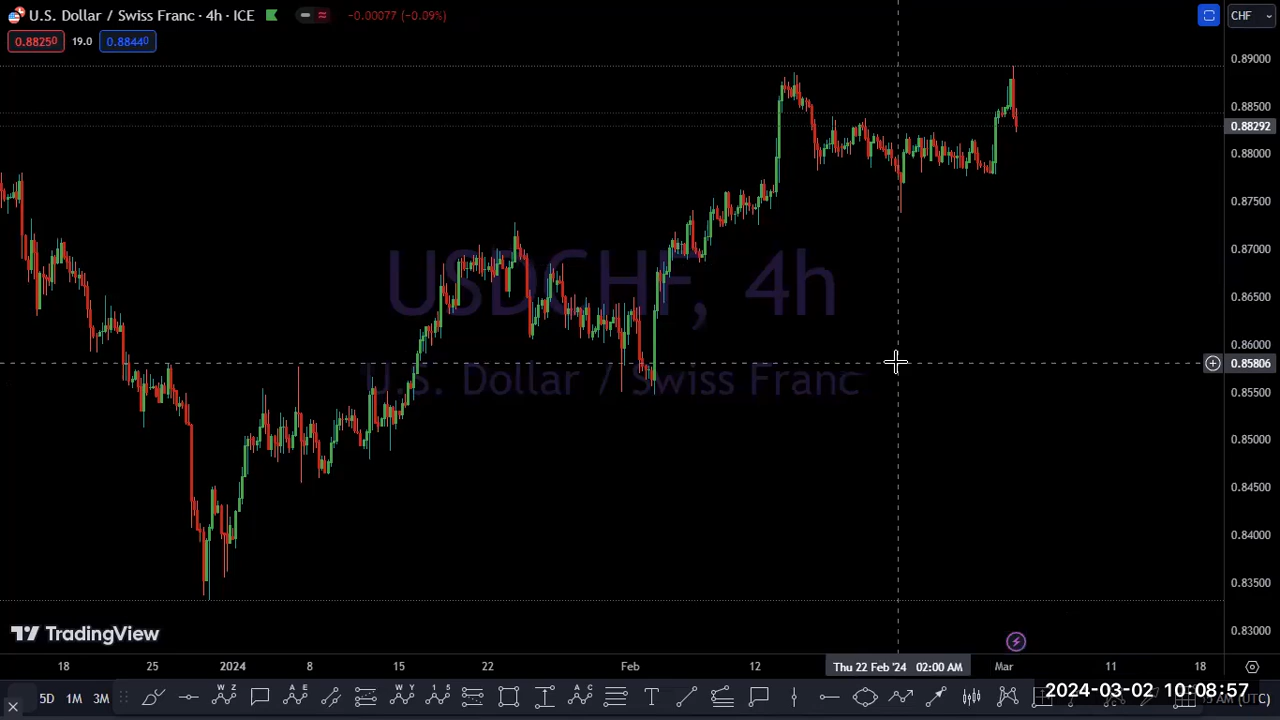 U.S. Dollar / Swiss Franc · 4h · ICE
-0.00077 (-0.09%)
CHF
0.88250
19.0
0.88440
0.89000
0.88500
0.88292
0.88000
0.87500
0.87000
0.86500
0.86000
0.85806
0.85500
0.85000
0.84500
0.84000
0.83500
0.83000
USDCHF, 4h
U.S. Dollar / Swiss Franc
TradingView
18
25
2024
8
15
22
Feb
12
Thu 22 Feb '24 02:00 AM
Mar
11
18
5D
1M
3M
2024-03-02 10:08:57
AM (UTC)